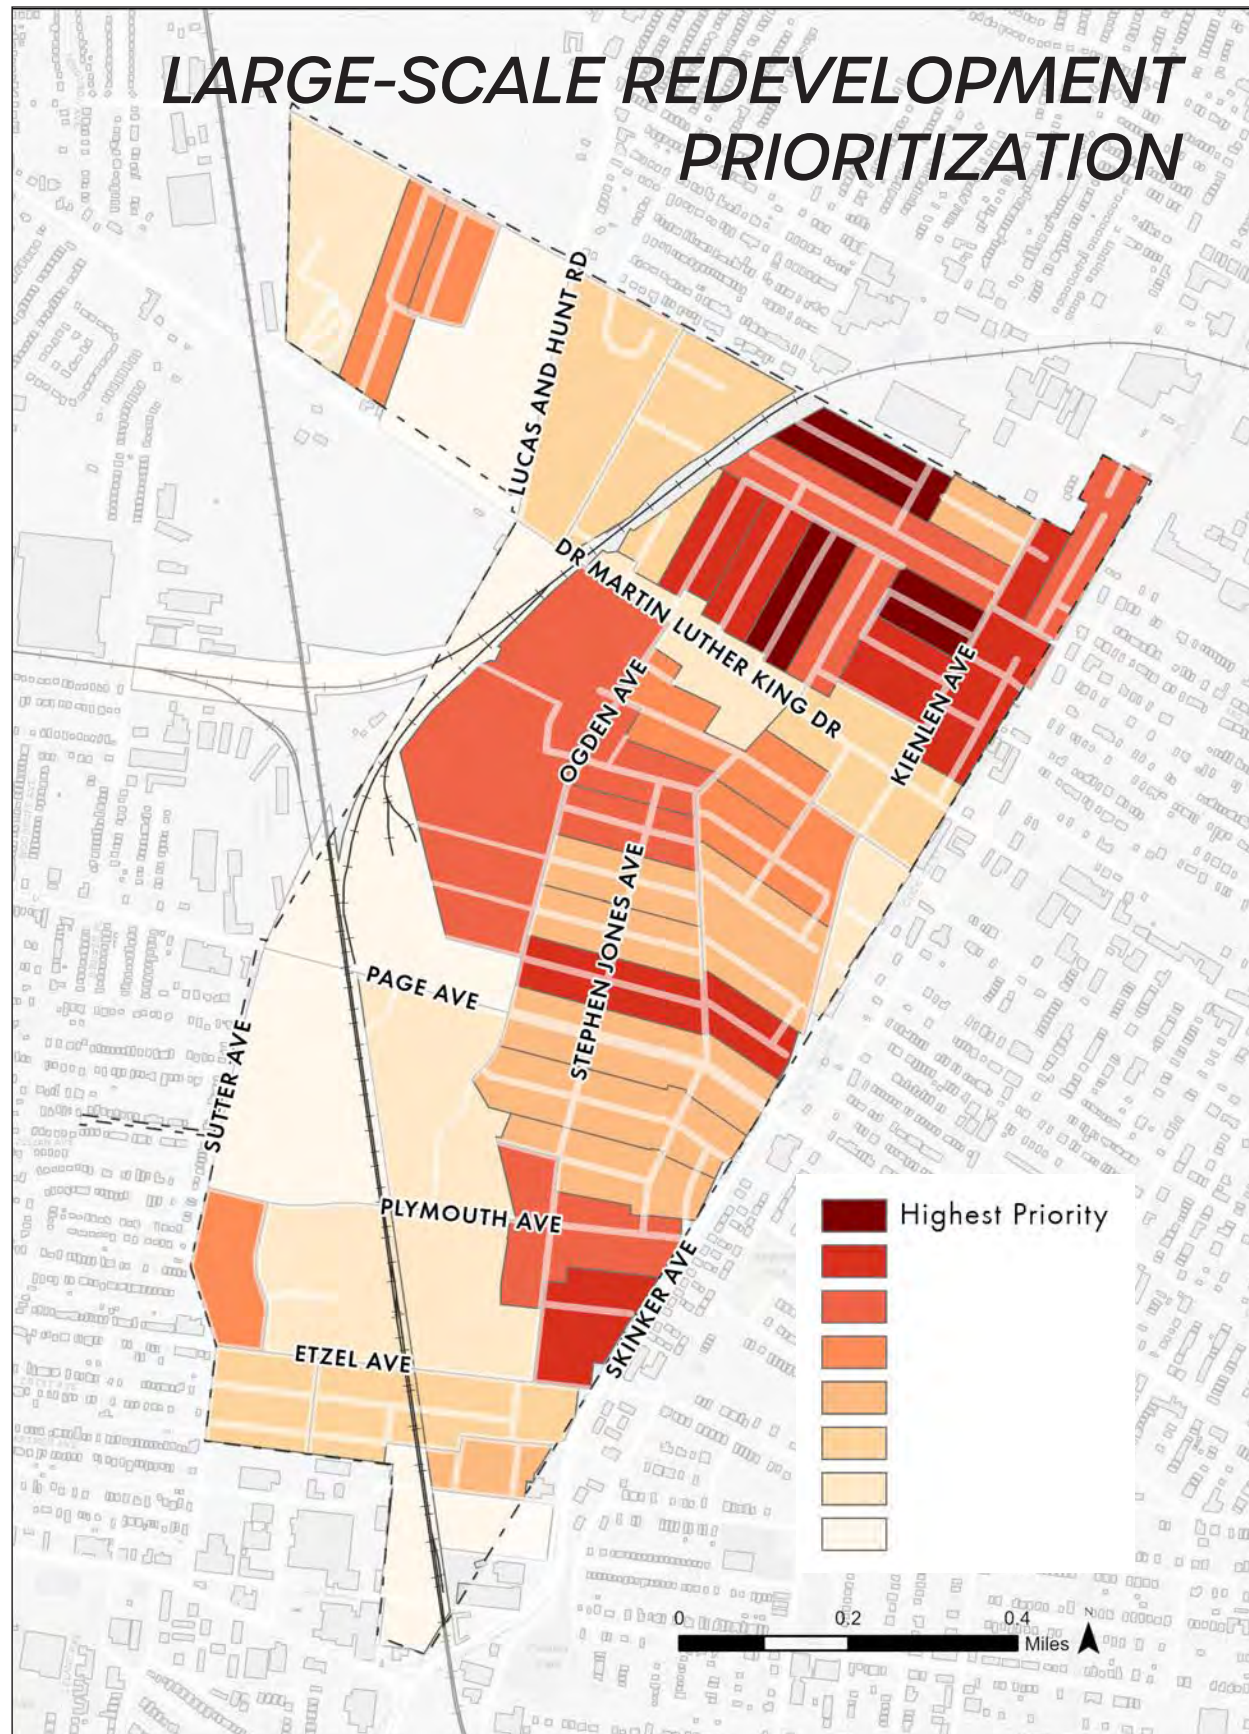 LARGE-SCALE REDEVELOPMENT
PRIORITIZATION
LUCAS AND HUNT RD
DR MARTIN LUTHER KING DR
OGDEN AVE
KIENLEN AVE
STEPHEN JONES AVE
PAGE AVE
SUTTER AVE
PLYMOUTH AVE
SKINKER AVE
ETZEL AVE
Highest Priority
0 0.2 0.4
Miles
N